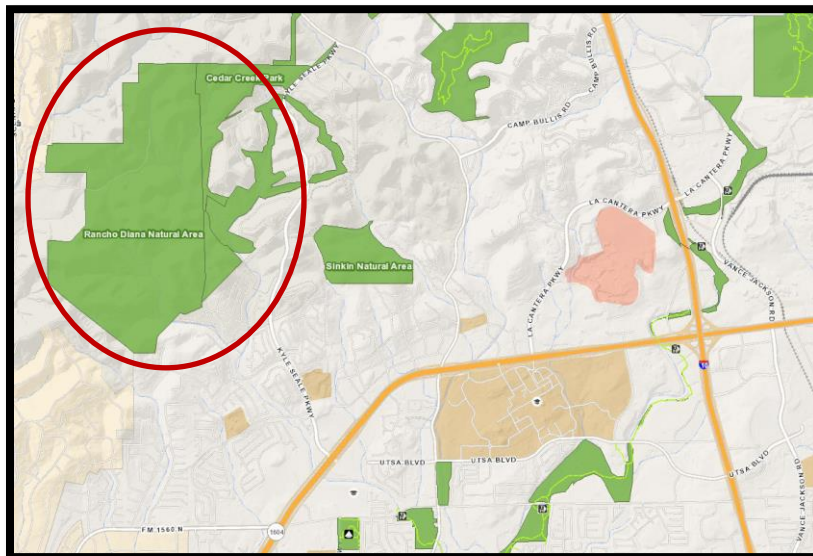 Cedar Creek Park
KYLE SEALE PKWY
CAMP BULLIS RD
CAMP BULLIS RD
LA CANTERA PKWY
LA CANTERA PKWY
Rancho Diana Natural Area
Sinkin Natural Area
LA CANTERA PKWY
VANCE JACKSON RD
KYLE SEALE PKWY
10
UTSA BLVD
UTSA BLVD
UTSA BLVD
FM 1560 N
1604
VANCE JACKSON RD